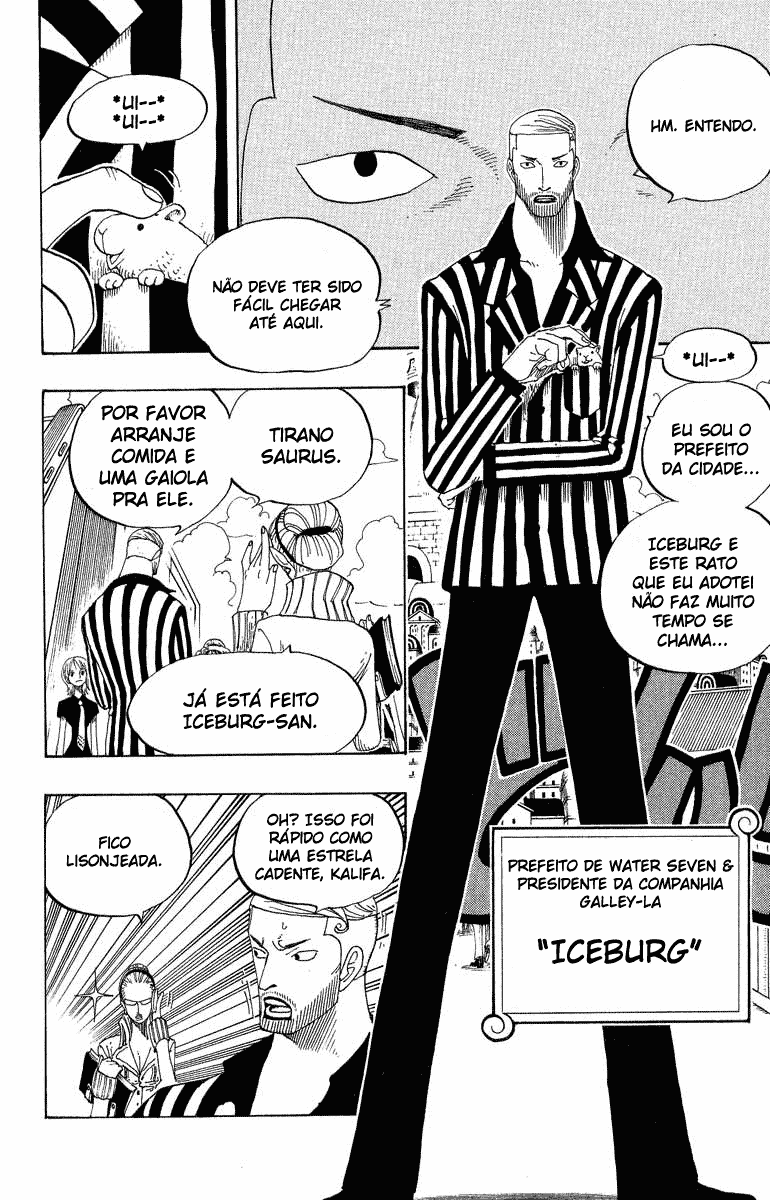 HM. ENTENDO.
*UI--*
*UI--*
NÃO DEVE TER SIDO
FÁCIL CHEGAR
ATÉ AQUI.
*UI--*
EU SOU O
PREFEITO
DA CIDADE...
ICEBURG E
ESTE RATO
QUE EU ADOTEI
NÃO FAZ MUITO
TEMPO SE
CHAMA...
TIRANO
SAURUS.
POR FAVOR
ARRANJE
COMIDA E
UMA GAIOLA
PRA ELE.
JÁ ESTÁ FEITO
ICEBURG-SAN.
OH? ISSO FOI
RÁPIDO COMO
UMA ESTRELA
CADENTE, KALIFA.
FICO
LISONJEADA.
PREFEITO DE WATER SEVEN &
PRESIDENTE DA COMPANHIA
GALLEY-LA
"ICEBURG"